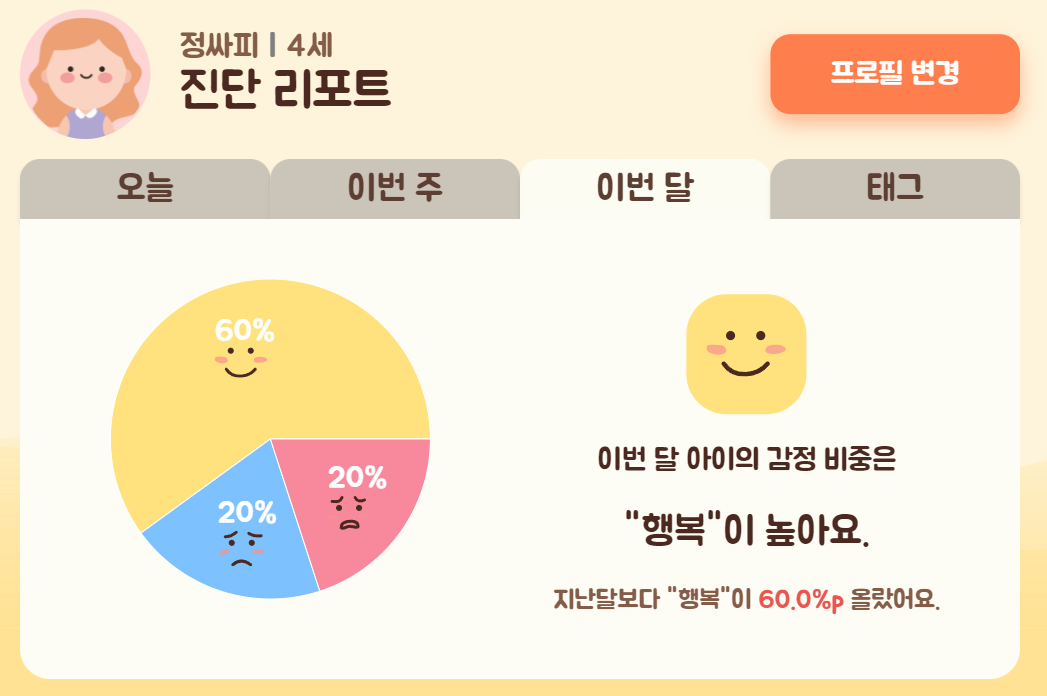 정싸피 | 4세
진단 리포트
프로필 변경
오늘
이번 주
이번 달
태그
60%
20%
20%
이번 달 아이의 감정 비중은
"행복"이 높아요.
지난달보다 "행복"이 60.0%p 올랐어요.